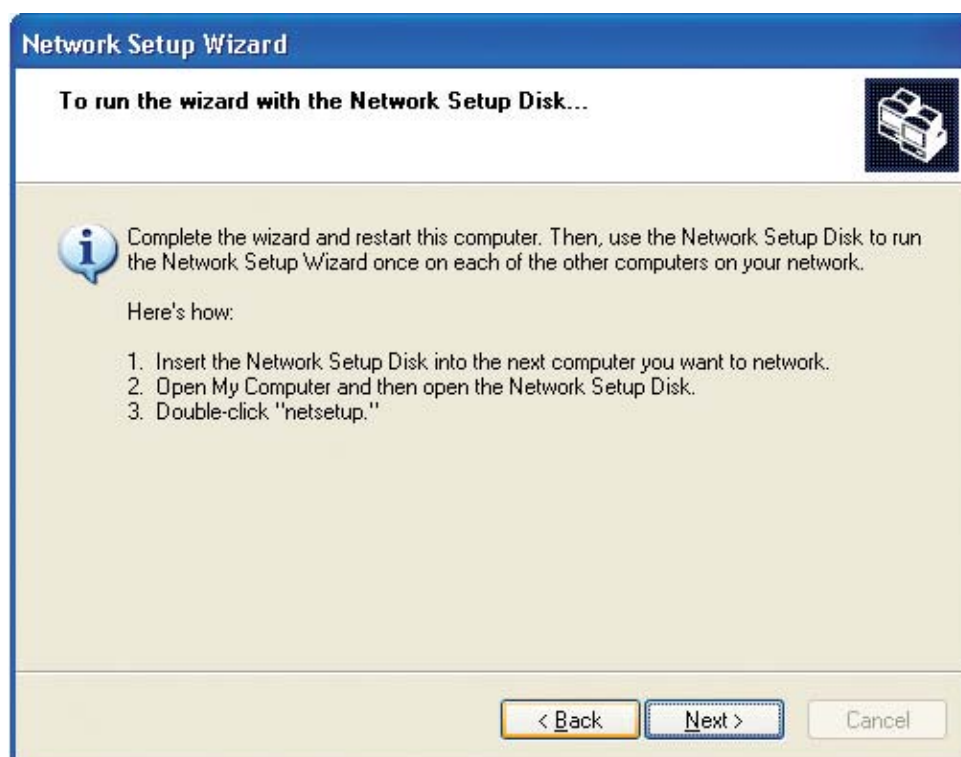 Network Setup Wizard
To run the wizard with the Network Setup Disk...
Complete the wizard and restart this computer. Then, use the Network Setup Disk to run
the Network Setup Wizard once on each of the other computers on your network.
Here's how:
1. Insert the Network Setup Disk into the next computer you want to network.
2. Open My Computer and then open the Network Setup Disk.
3. Double-click "netsetup."
< Back
Next >
Cancel